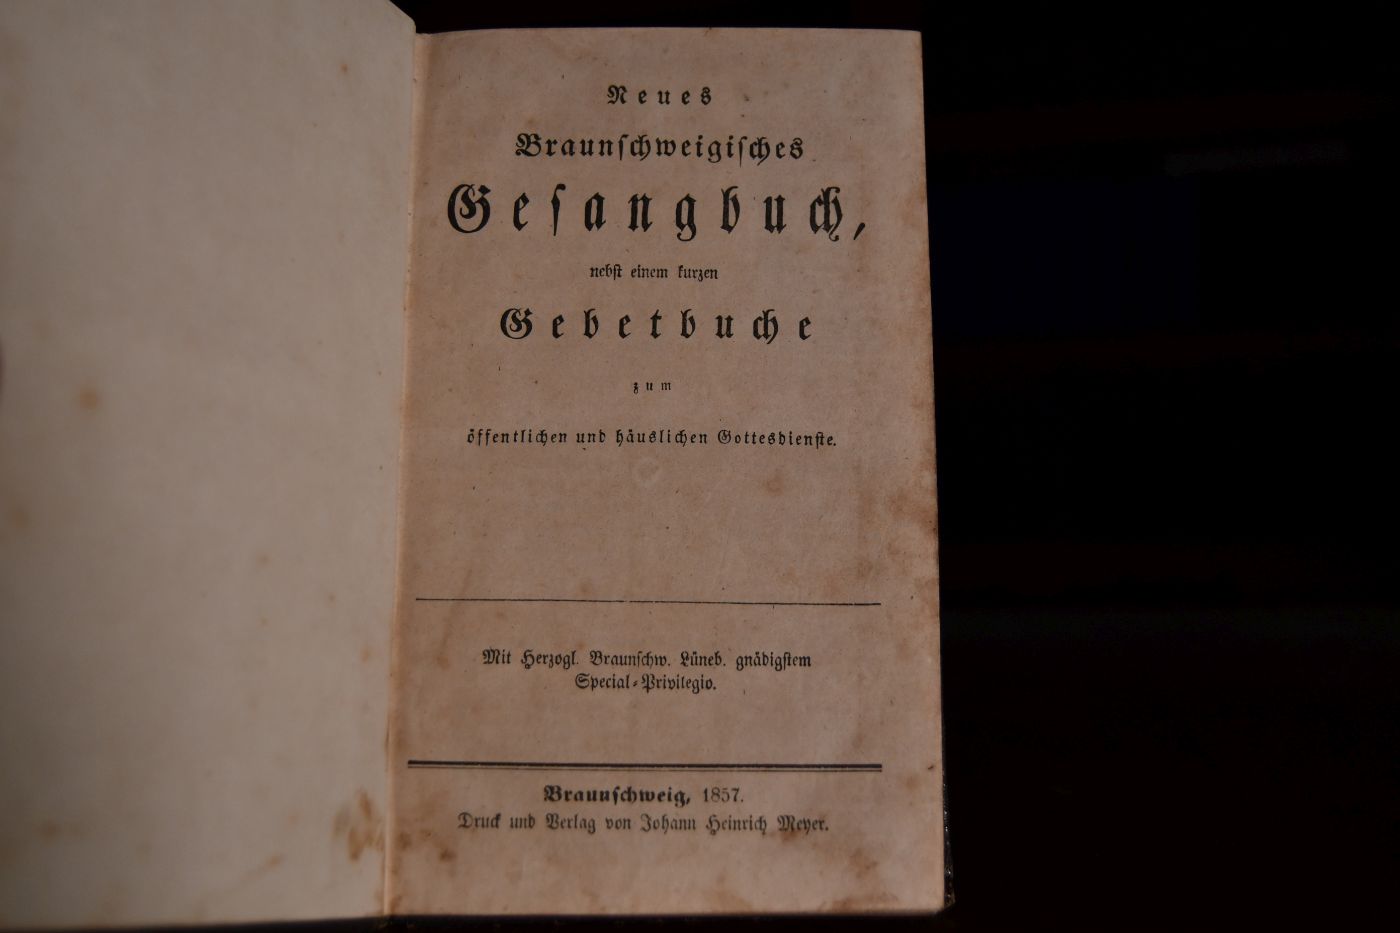 Neues
Braunſchweigiſches
Geſangbuch,
nebſt einem kurzen
Gebetbuche
zum
öffentlichen und häuslichen Gottesdienſte.
Mit Herzogl. Braunſchw. Lüneb. gnädigſtem
Special⸗Privilegio.
Braunſchweig, 1857.
Druck und Verlag von Johann Heinrich Meyer.